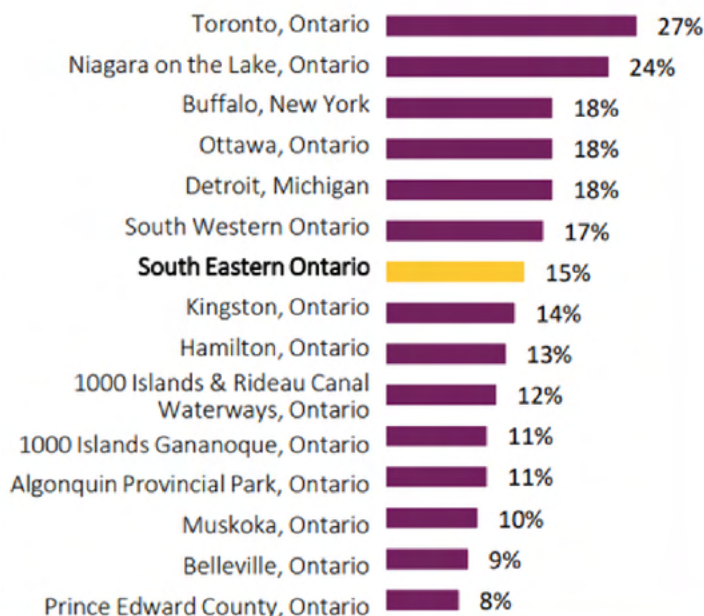 Toronto, Ontario 27%
Niagara on the Lake, Ontario 24%
Buffalo, New York 18%
Ottawa, Ontario 18%
Detroit, Michigan 18%
South Western Ontario 17%
South Eastern Ontario 15%
Kingston, Ontario 14%
Hamilton, Ontario 13%
1000 Islands & Rideau Canal
Waterways, Ontario 12%
1000 Islands Gananoque, Ontario 11%
Algonquin Provincial Park, Ontario 11%
Muskoka, Ontario 10%
Belleville, Ontario 9%
Prince Edward County, Ontario 8%